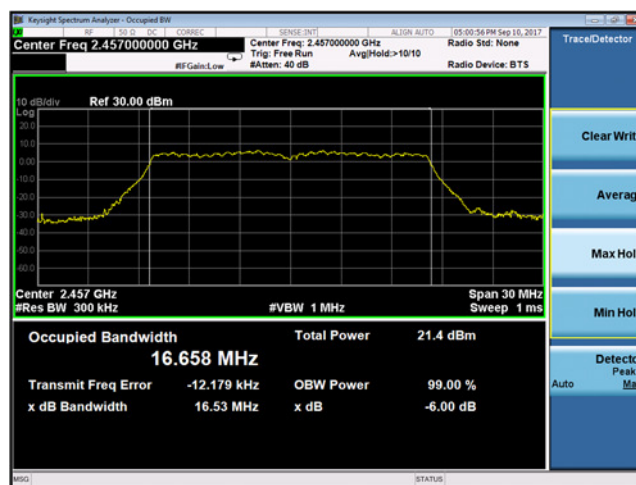 Keysight Spectrum Analyzer - Occupied BW
RF 50 Ω DC CORREC SENSE:INT ALIGN AUTO 05:00:56 PM Sep 10, 2017
Center Freq 2.457000000 GHz
Center Freq: 2.457000000 GHz
Radio Std: None
Trig: Free Run Avg|Hold:>10/10
#IFGain:Low
#Atten: 40 dB
Radio Device: BTS
Trace/Detector
10 dB/div Ref 30.00 dBm
Log
20.0
10.0
0.00
-10.0
-20.0
-30.0
-40.0
-50.0
-60.0
Center 2.457 GHz
Span 30 MHz
#Res BW 300 kHz
#VBW 1 MHz
Sweep 1 ms
Occupied Bandwidth
16.658 MHz
Total Power 21.4 dBm
Transmit Freq Error -12.179 kHz
OBW Power 99.00 %
x dB Bandwidth 16.53 MHz
x dB -6.00 dB
Clear Writ
Averag
Max Hol
Min Hol
Detecto
Peak
Auto Ma
MSG
STATUS